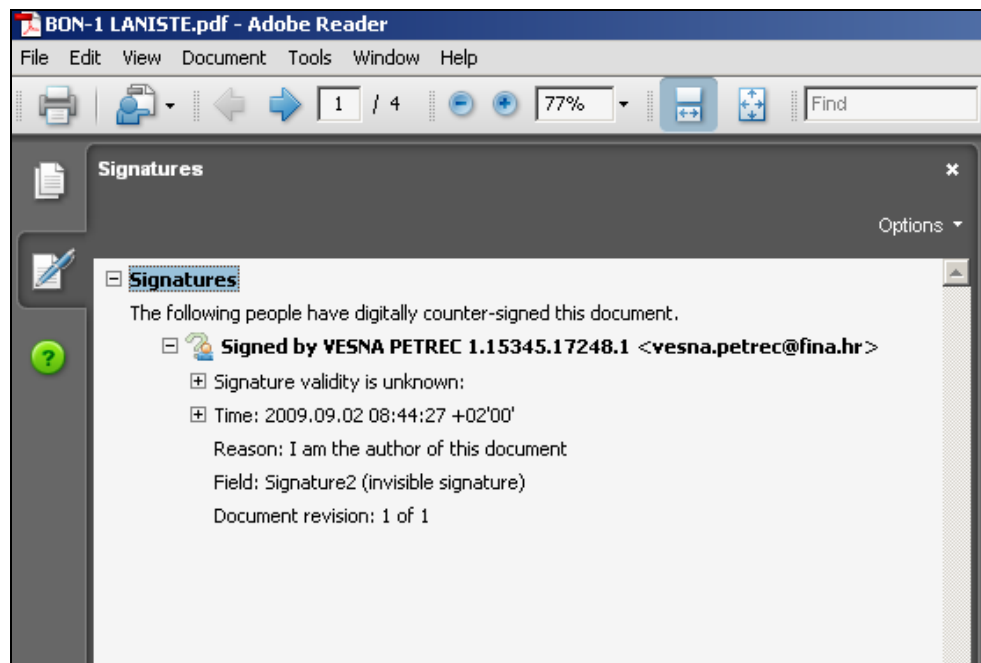 BON-1 LANISTE.pdf - Adobe Reader
File Edit View Document Tools Window Help
1 / 4 77% Find
Signatures
Options
Signatures
The following people have digitally counter-signed this document.
Signed by VESNA PETREC 1.15345.17248.1 <vesna.petrec@fina.hr>
Signature validity is unknown:
Time: 2009.09.02 08:44:27 +02'00'
Reason: I am the author of this document
Field: Signature2 (invisible signature)
Document revision: 1 of 1